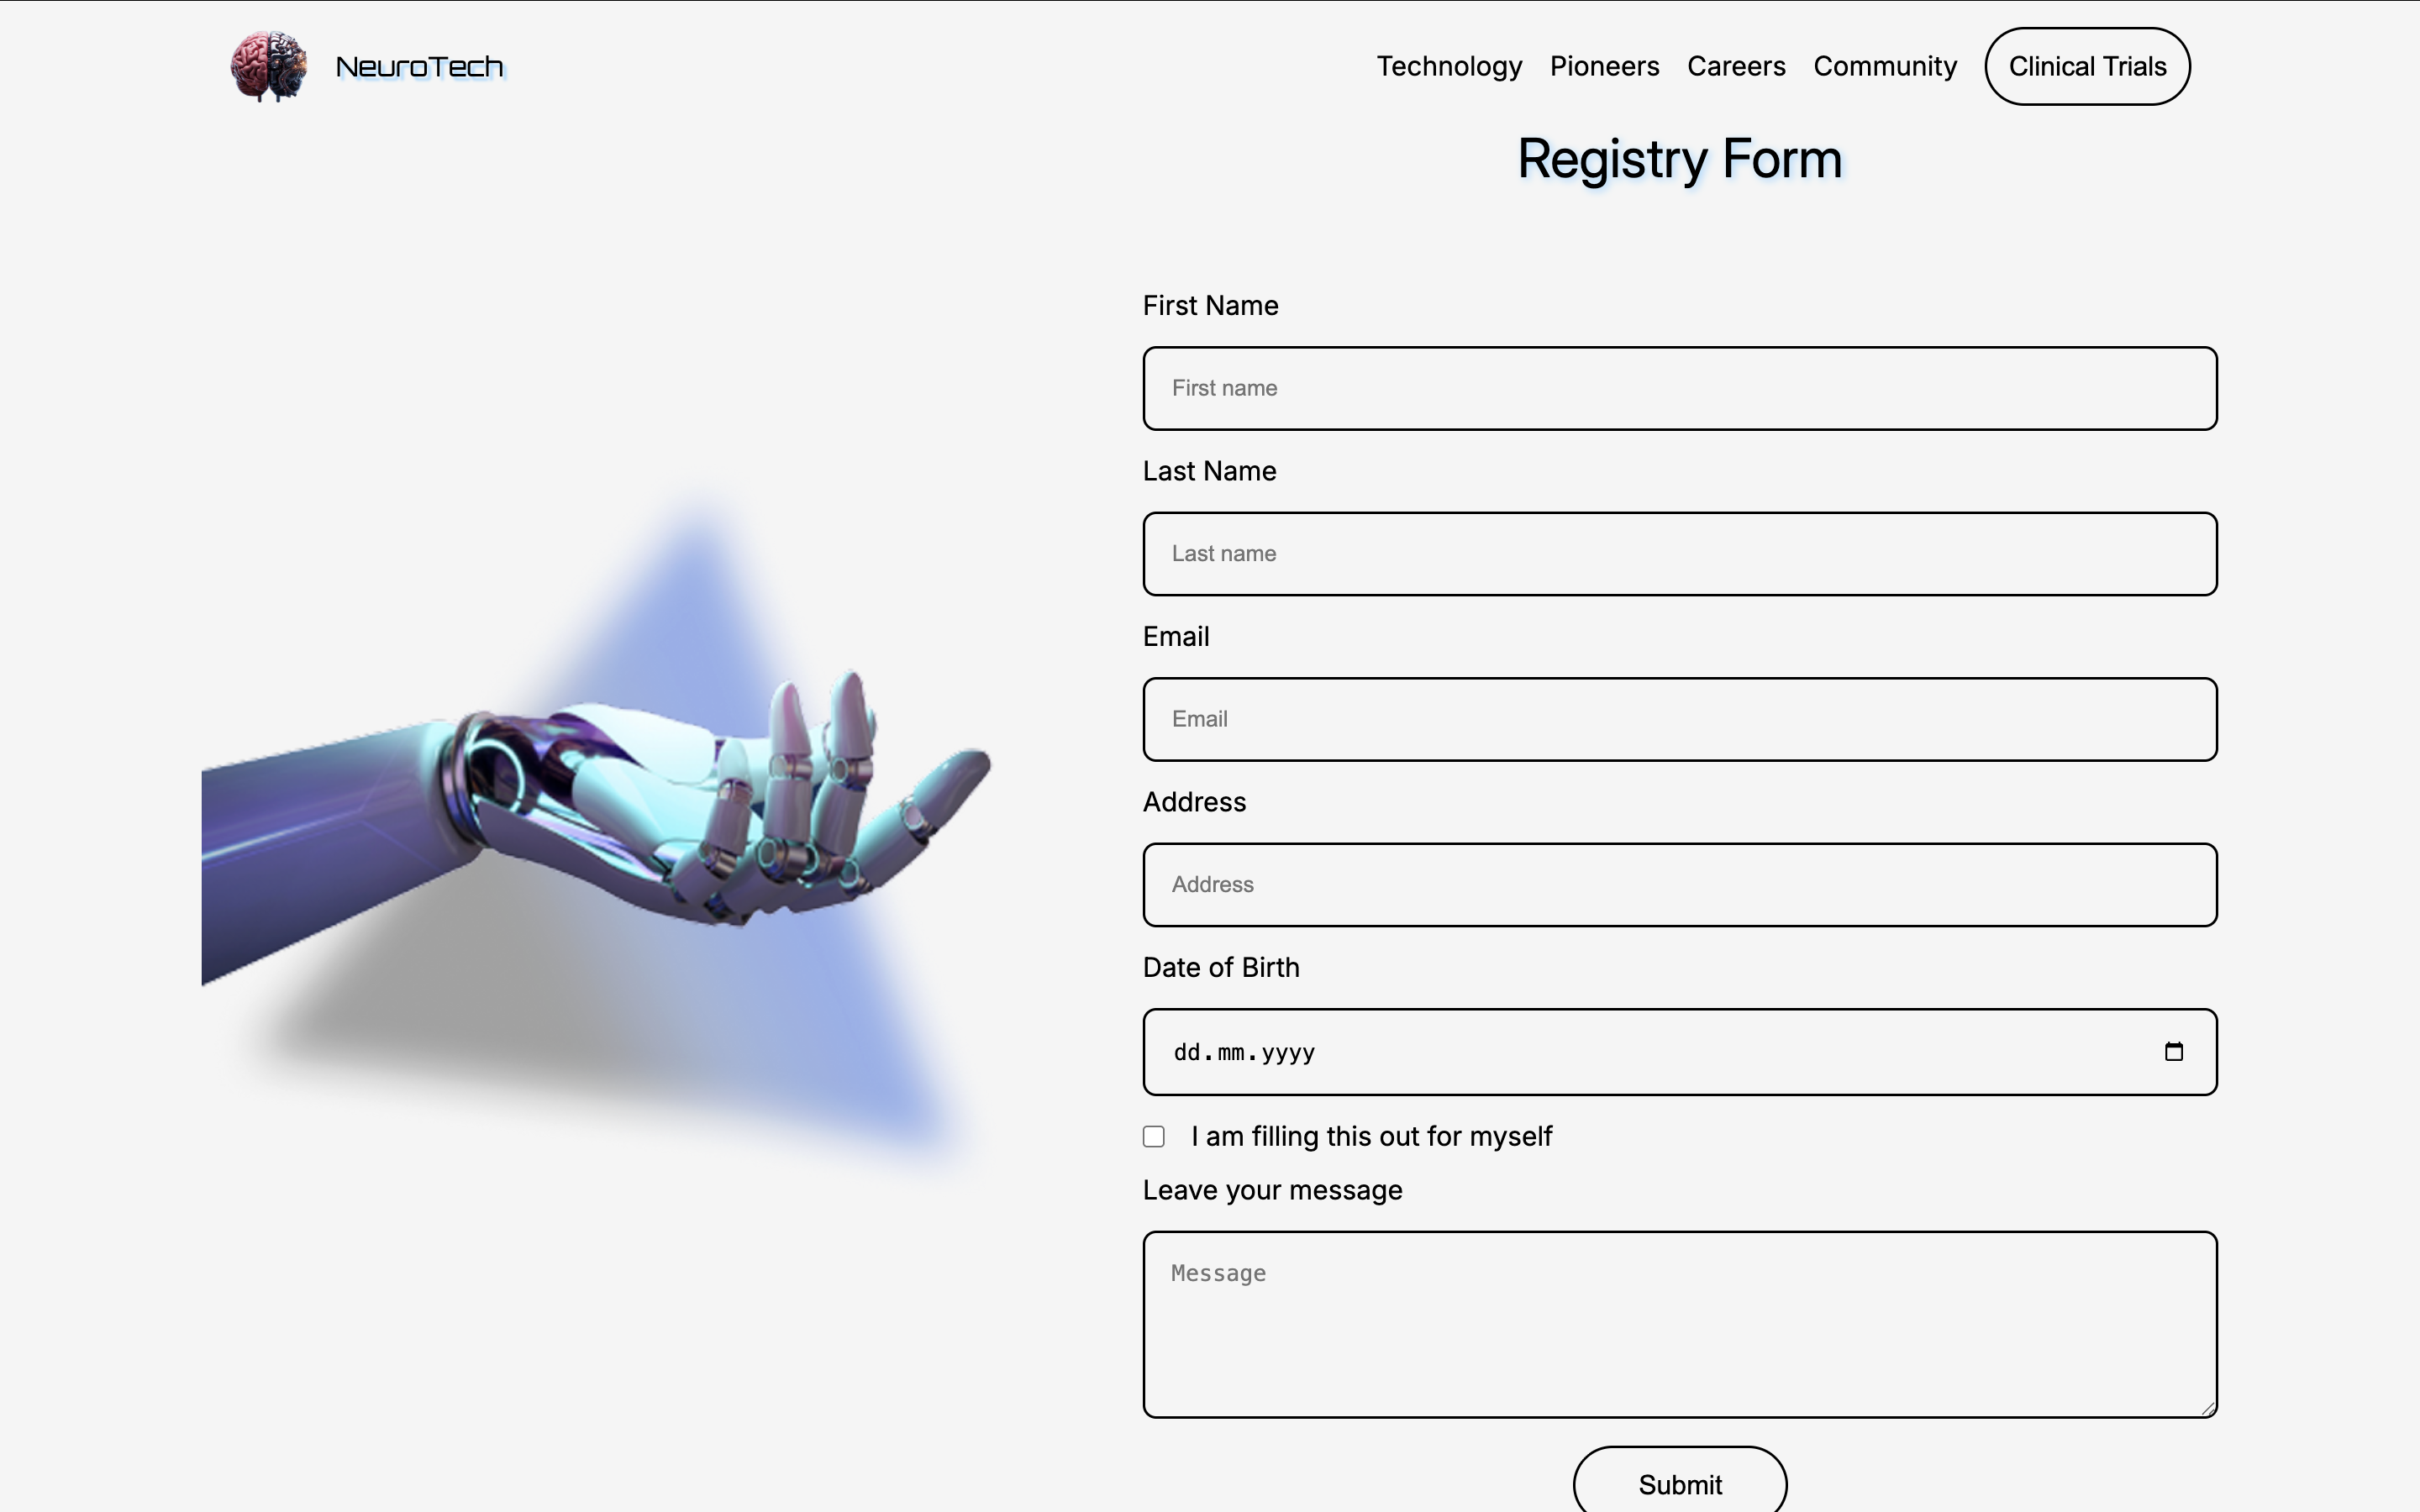 NeuroTech
Technology Pioneers Careers Community Clinical Trials
Registry Form
First Name
First name
Last Name
Last name
Email
Email
Address
Address
Date of Birth
dd.mm.yyyy
I am filling this out for myself
Leave your message
Message
Submit